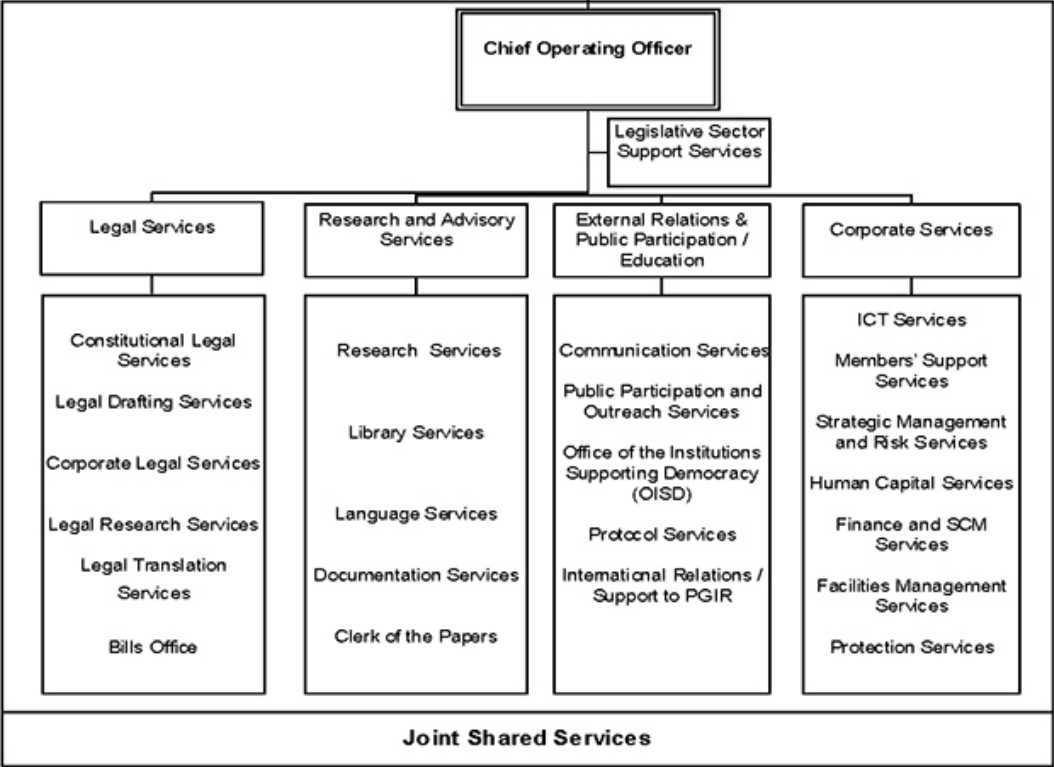 Chief Operating Officer
Legislative Sector
Support Services
Legal Services
Research and Advisory
Services
External Relations &
Public Participation /
Education
Corporate Services
Constitutional Legal
Services
Legal Drafting Services
Corporate Legal Services
Legal Research Services
Legal Translation
Services
Bills Office
Research Services
Library Services
Language Services
Documentation Services
Clerk of the Papers
Communication Services
Public Participation and
Outreach Services
Office of the Institutions
Supporting Democracy
(OISD)
Protocol Services
International Relations /
Support to PGIR
ICT Services
Members' Support
Services
Strategic Management
and Risk Services
Human Capital Services
Finance and SCM
Services
Facilities Management
Services
Protection Services
Joint Shared Services